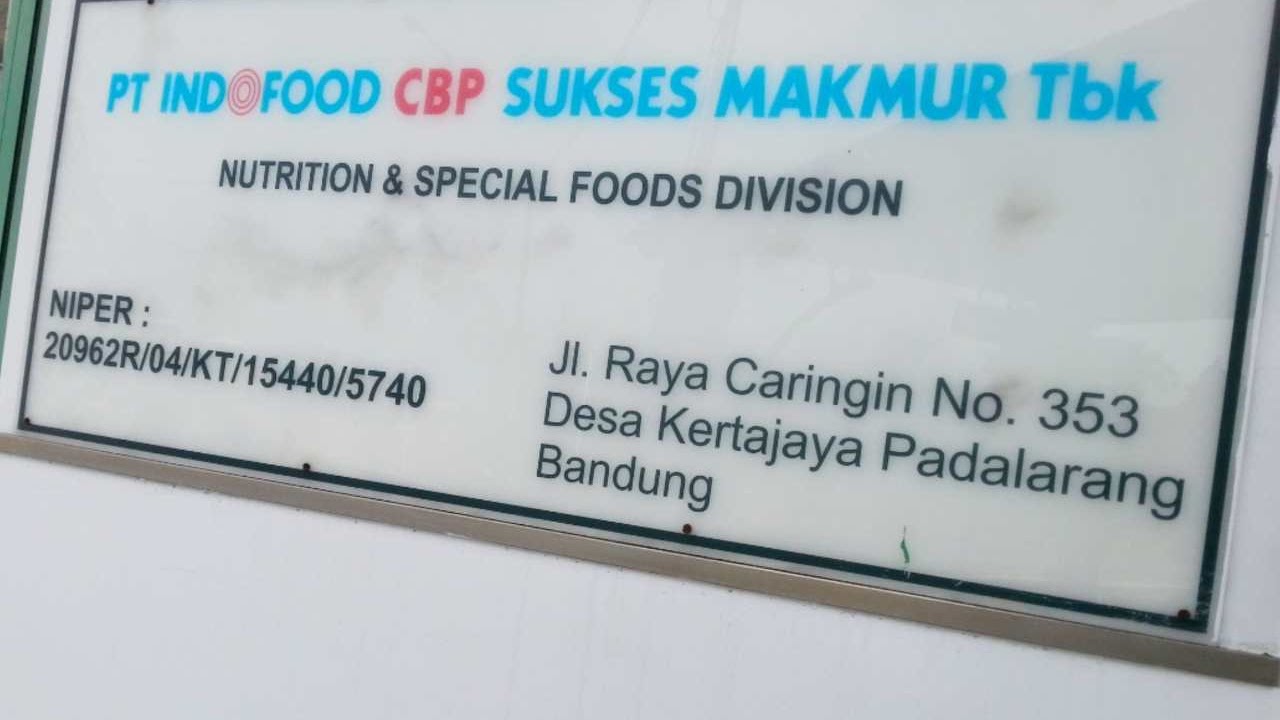 PT INDOFOOD CBP SUKSES MAKMUR Tbk
NUTRITION & SPECIAL FOODS DIVISION
NIPER :
20962R/04/KT/15440/5740
Jl. Raya Caringin No. 353
Desa Kertajaya Padalarang
Bandung